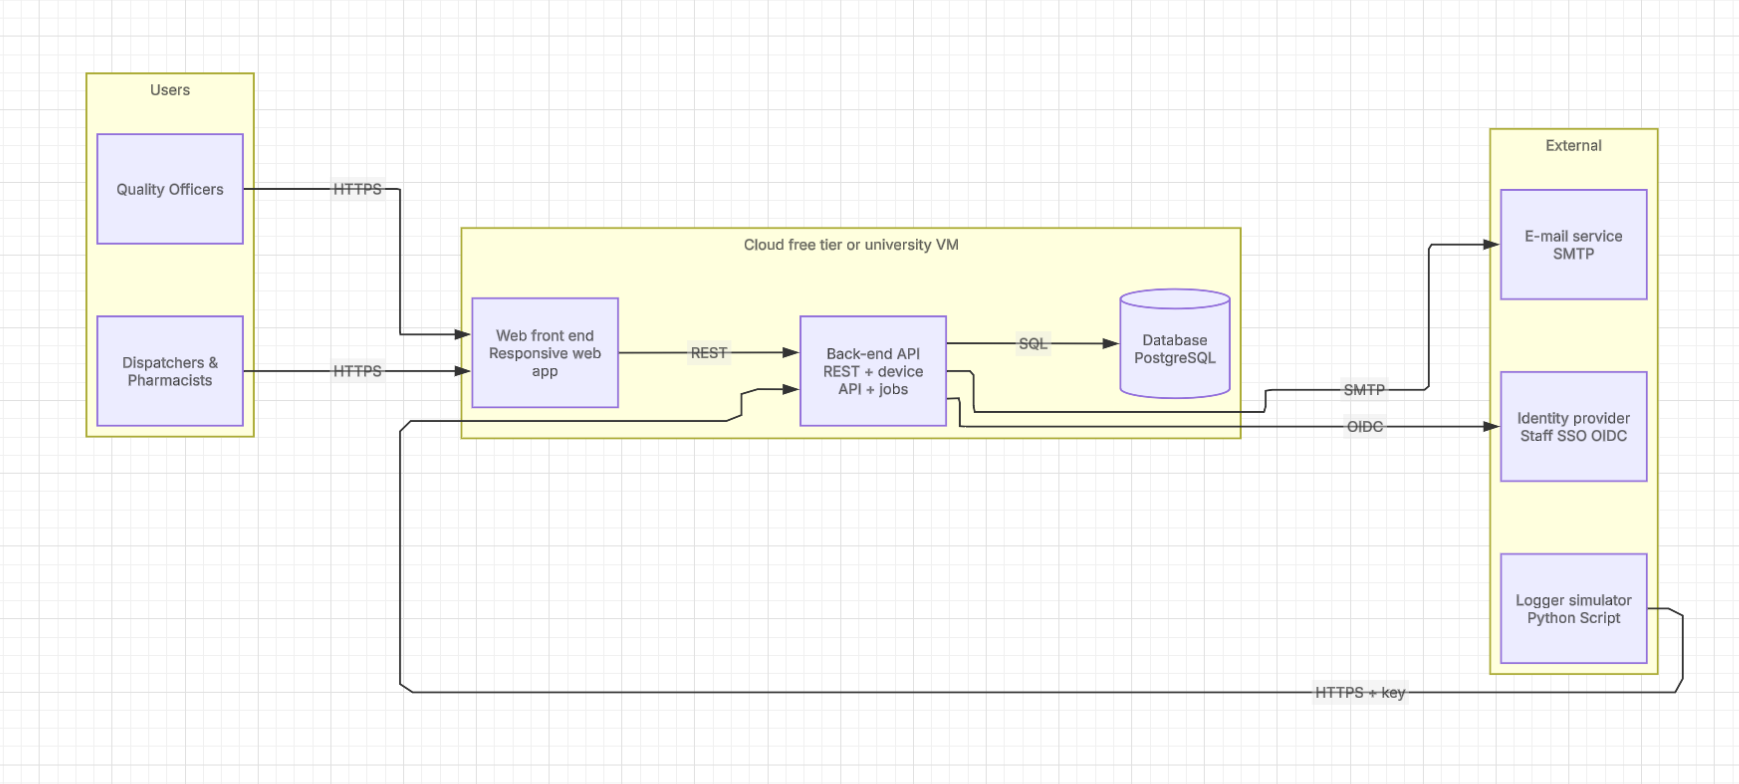 Users
Quality Officers
HTTPS
Dispatchers &
Pharmacists
HTTPS
Cloud free tier or university VM
Web front end
Responsive web
app
REST
Back-end API
REST + device
API + jobs
SQL
Database
PostgreSQL
SMTP
OIDC
External
E-mail service
SMTP
Identity provider
Staff SSO OIDC
Logger simulator
Python Script
HTTPS + key